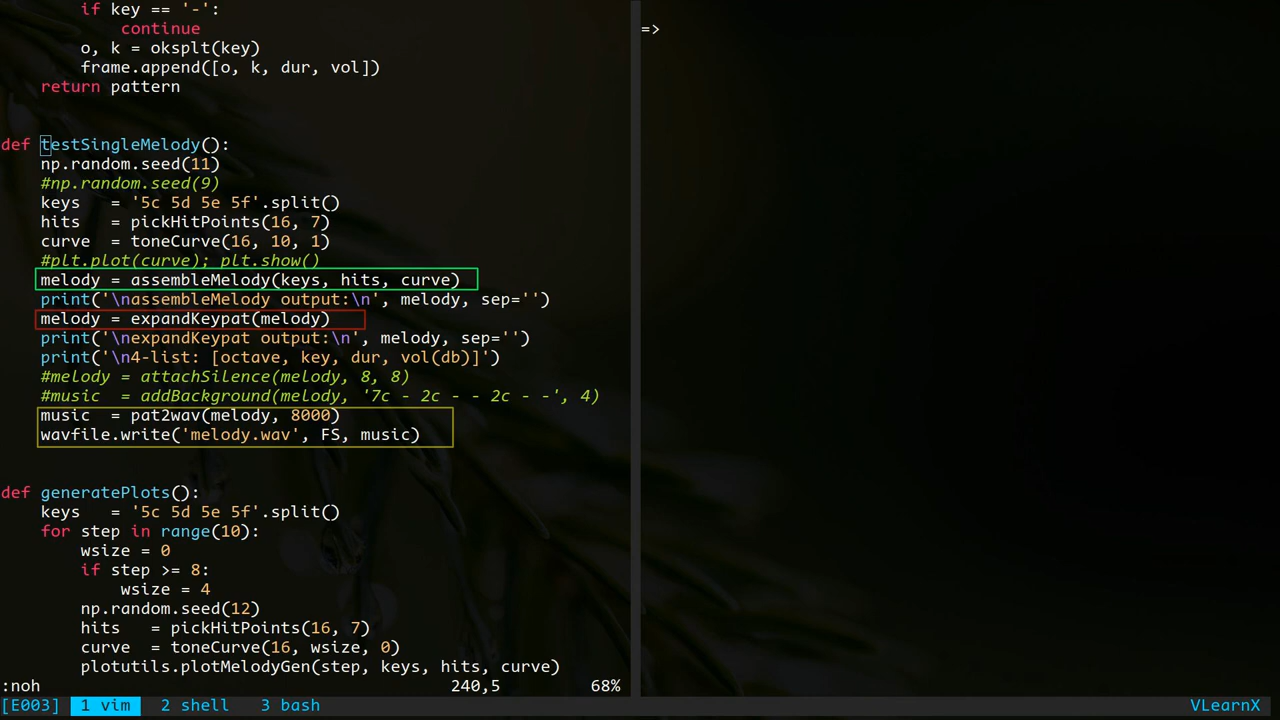 if key == '-':
            continue
        o, k = oksplt(key)
        frame.append([o, k, dur, vol])
    return pattern
def testSingleMelody():
    np.random.seed(11)
    #np.random.seed(9)
    keys   = '5c 5d 5e 5f'.split()
    hits   = pickHitPoints(16, 7)
    curve  = toneCurve(16, 10, 1)
    #plt.plot(curve); plt.show()
    melody = assembleMelody(keys, hits, curve)
    print('\nassembleMelody output:\n', melody, sep='')
    melody = expandKeypat(melody)
    print('\nexpandKeypat output:\n', melody, sep='')
    print('\n4-list: [octave, key, dur, vol(db)]')
    #melody = attachSilence(melody, 8, 8)
    #music  = addBackground(melody, '7c - 2c - - 2c - -', 4)
    music  = pat2wav(melody, 8000)
    wavfile.write('melody.wav', FS, music)
def generatePlots():
    keys   = '5c 5d 5e 5f'.split()
    for step in range(10):
        wsize = 0
        if step >= 8:
            wsize = 4
        np.random.seed(12)
        hits   = pickHitPoints(16, 7)
        curve  = toneCurve(16, wsize, 0)
        plotutils.plotMelodyGen(step, keys, hits, curve)
:noh 240,5 68%
=>
[E003] 1 vim 2 shell 3 bash VLearnX